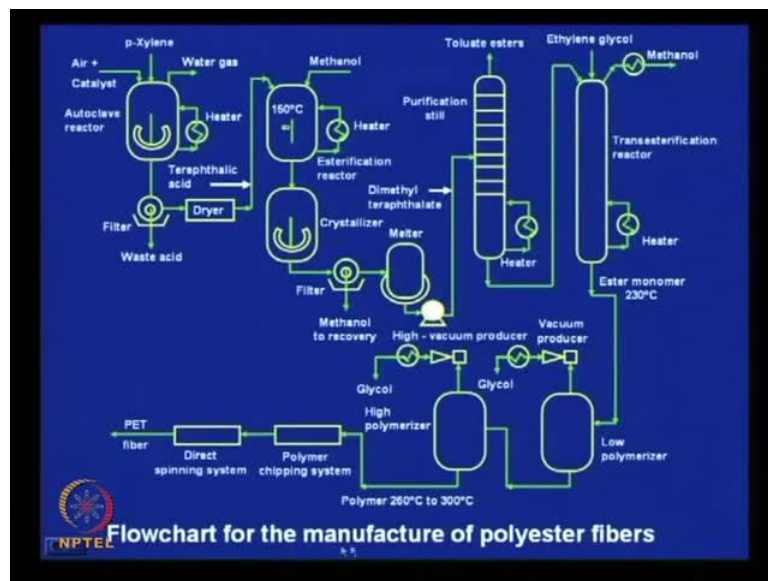 p-Xylene
Air +
Catalyst
Water gas
Autoclave
reactor
Heater
Terephthalic
acid
Filter
Waste acid
Dryer
Methanol
150°C
Heater
Esterification
reactor
Crystallizer
Filter
Methanol
to recovery
Melter
Dimethyl
teraphthalate
Toluate esters
Purification
still
Heater
Ethylene glycol
Methanol
Transesterification
reactor
Heater
Ester monomer
230°C
High - vacuum producer
Vacuum
producer
Glycol
Glycol
High
polymerizer
Low
polymerizer
Polymer 260°C to 300°C
Polymer
chipping system
Direct
spinning system
PET
fiber
Flowchart for the manufacture of polyester fibers
NPTEL